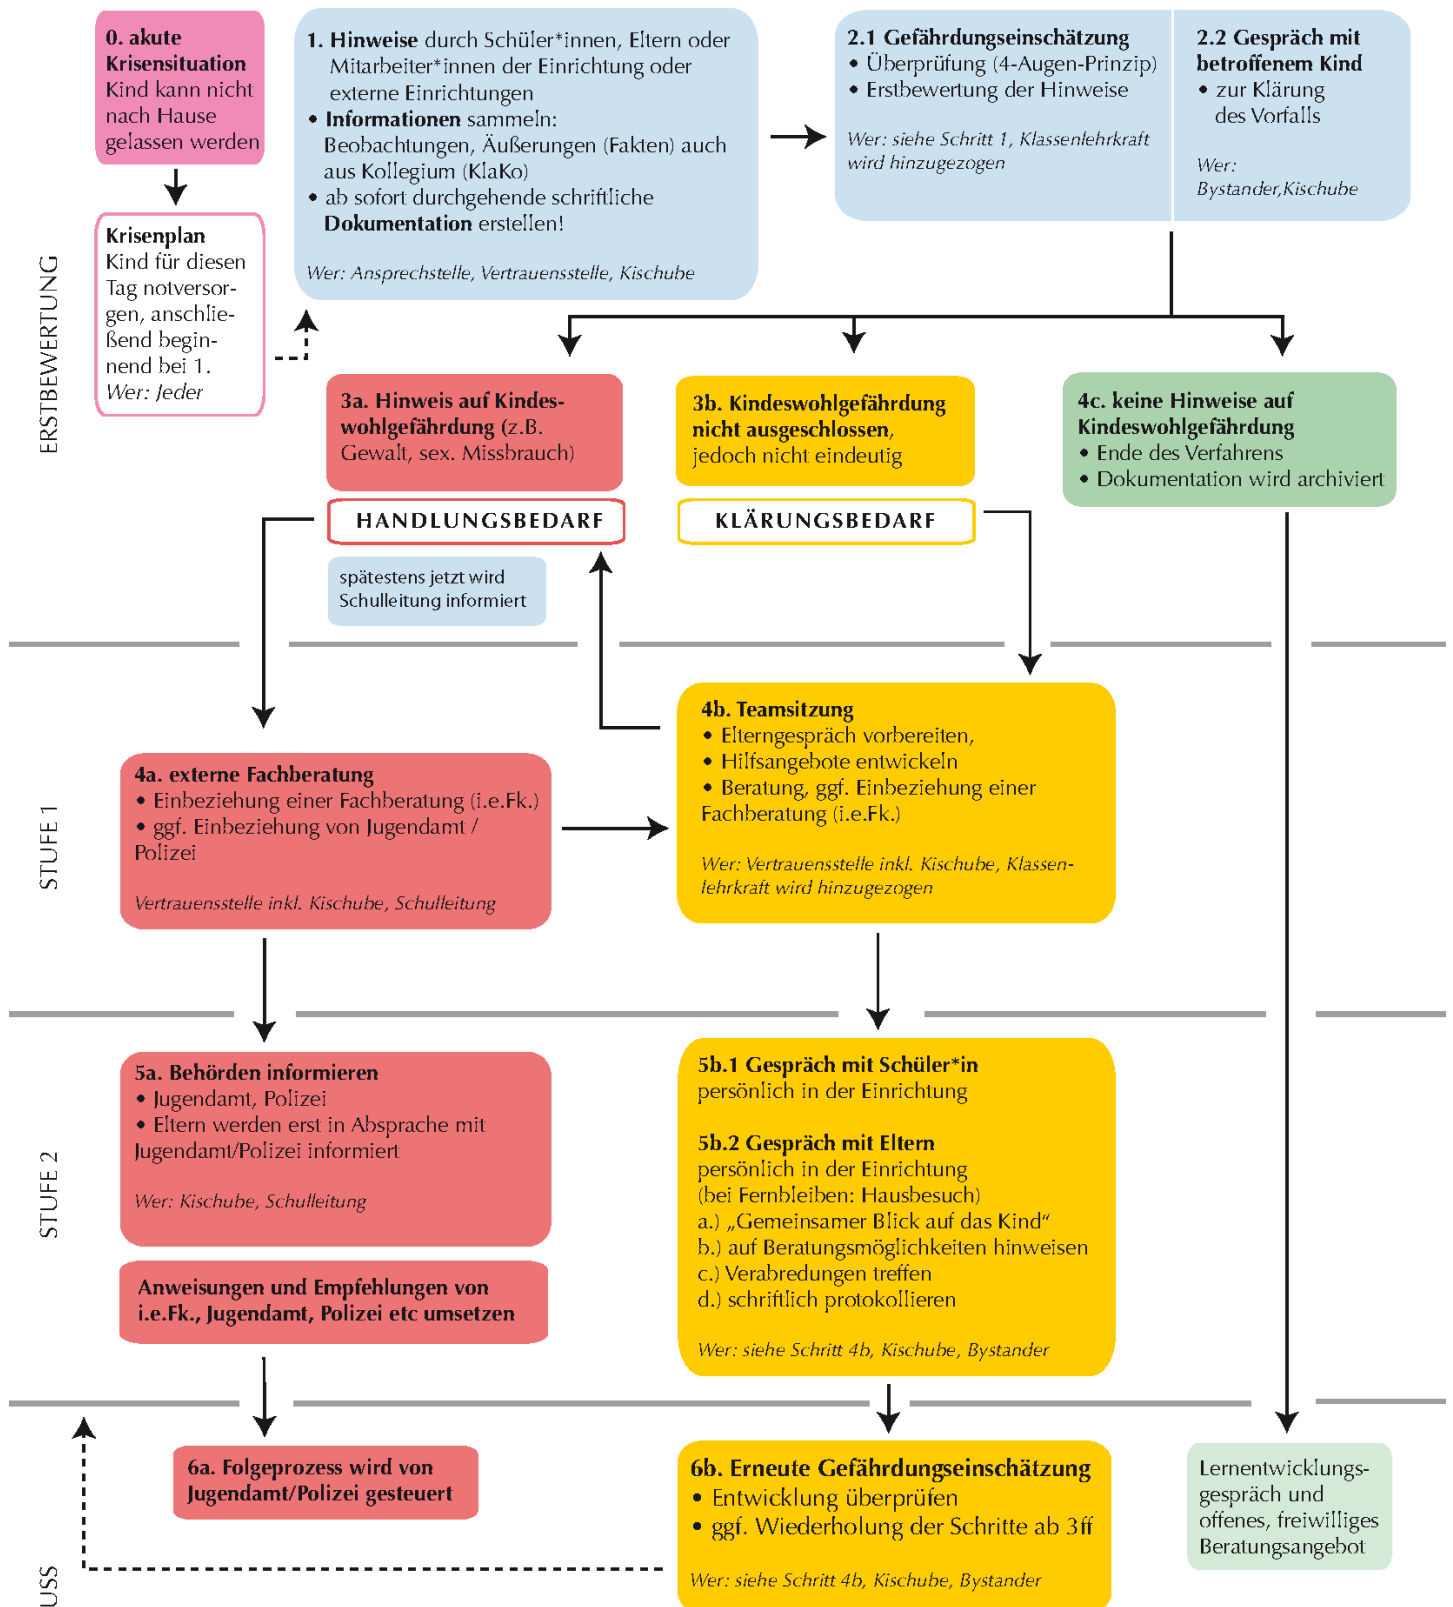 0. akute
Krisensituation
Kind kann nicht
nach Hause
gelassen werden
Krisenplan
Kind für diesen
Tag notversor-
gen, anschlie-
ßend begin-
nend bei 1.
Wer: Jeder
1. Hinweise durch Schüler*innen, Eltern oder
Mitarbeiter*innen der Einrichtung oder
externe Einrichtungen
• Informationen sammeln:
Beobachtungen, Äußerungen (Fakten) auch
aus Kollegium (KlaKo)
• ab sofort durchgehende schriftliche
Dokumentation erstellen!
Wer: Ansprechstelle, Vertrauensstelle, Kischube
2.1 Gefährdungseinschätzung
• Überprüfung (4-Augen-Prinzip)
• Erstbewertung der Hinweise
Wer: siehe Schritt 1, Klassenlehrkraft
wird hinzugezogen
2.2 Gespräch mit
betroffenem Kind
• zur Klärung
des Vorfalls
Wer:
Bystander,Kischube
ERSTBEWERTUNG
3a. Hinweis auf Kindes-
wohlgefährdung (z.B.
Gewalt, sex. Missbrauch)
HANDLUNGSBEDARF
spätestens jetzt wird
Schulleitung informiert
3b. Kindeswohlgefährdung
nicht ausgeschlossen,
jedoch nicht eindeutig
KLÄRUNGSBEDARF
4c. keine Hinweise auf
Kindeswohlgefährdung
• Ende des Verfahrens
• Dokumentation wird archiviert
STUFE 1
4a. externe Fachberatung
• Einbeziehung einer Fachberatung (i.e.Fk.)
• ggf. Einbeziehung von Jugendamt /
Polizei
Vertrauensstelle inkl. Kischube, Schulleitung
4b. Teamsitzung
• Elterngespräch vorbereiten,
• Hilfsangebote entwickeln
• Beratung, ggf. Einbeziehung einer
Fachberatung (i.e.Fk.)
Wer: Vertrauensstelle inkl. Kischube, Klassen-
lehrkraft wird hinzugezogen
STUFE 2
5a. Behörden informieren
• Jugendamt, Polizei
• Eltern werden erst in Absprache mit
Jugendamt/Polizei informiert
Wer: Kischube, Schulleitung
Anweisungen und Empfehlungen von
i.e.Fk., Jugendamt, Polizei etc umsetzen
5b.1 Gespräch mit Schüler*in
persönlich in der Einrichtung
5b.2 Gespräch mit Eltern
persönlich in der Einrichtung
(bei Fernbleiben: Hausbesuch)
a.) „Gemeinsamer Blick auf das Kind“
b.) auf Beratungsmöglichkeiten hinweisen
c.) Verabredungen treffen
d.) schriftlich protokollieren
Wer: siehe Schritt 4b, Kischube, Bystander
USS
6a. Folgeprozess wird von
Jugendamt/Polizei gesteuert
6b. Erneute Gefährdungseinschätzung
• Entwicklung überprüfen
• ggf. Wiederholung der Schritte ab 3ff
Wer: siehe Schritt 4b, Kischube, Bystander
Lernentwicklungs-
gespräch und
offenes, freiwilliges
Beratungsangebot